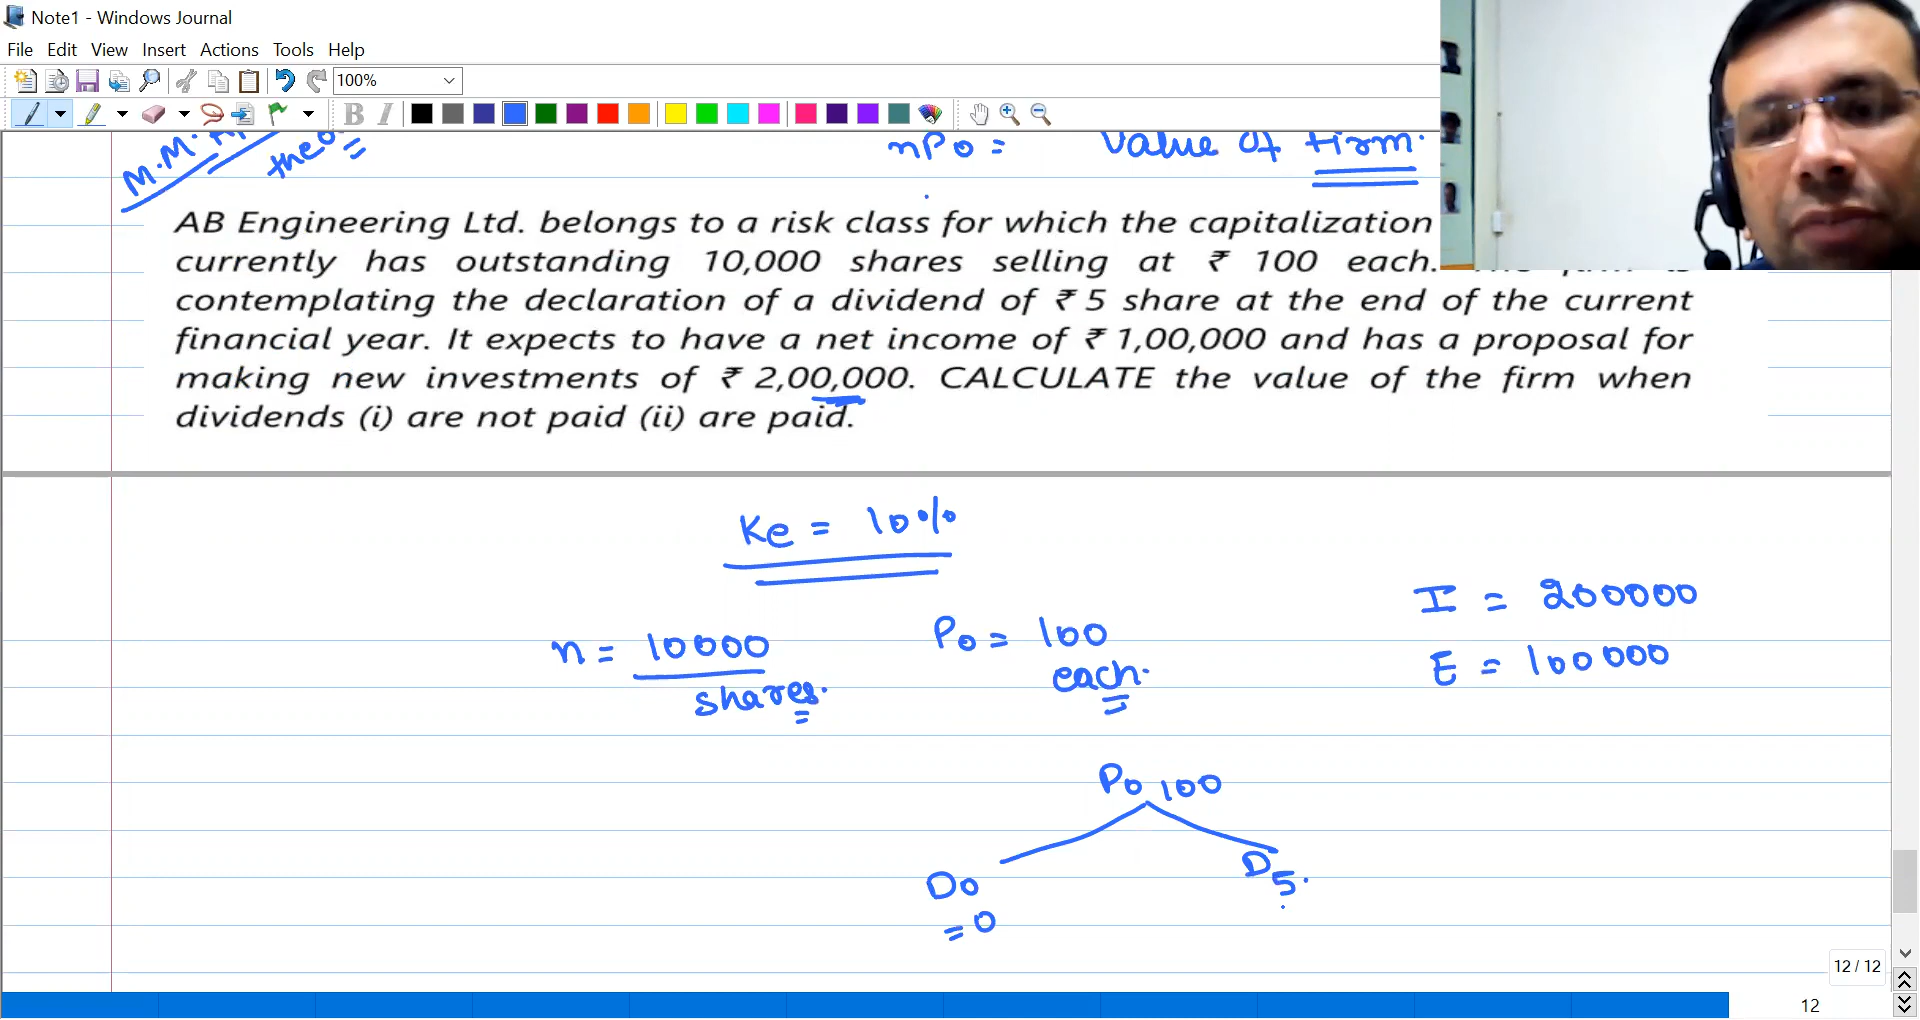 Note1 - Windows Journal
File Edit View Insert Actions Tools Help
100%
B I
M.M.
nPo = Value of firm.
AB Engineering Ltd. belongs to a risk class for which the capitalization
currently has outstanding 10,000 shares selling at ₹ 100 each.
contemplating the declaration of a dividend of ₹ 5 share at the end of the current
financial year. It expects to have a net income of ₹ 1,00,000 and has a proposal for
making new investments of ₹ 2,00,000. CALCULATE the value of the firm when
dividends (i) are not paid (ii) are paid.
Ke = 10%
n = 10000 shares.
Po = 100 each.
I = 200000
E = 100000
Po 100
Do = 0
D 5.
12 / 12
12